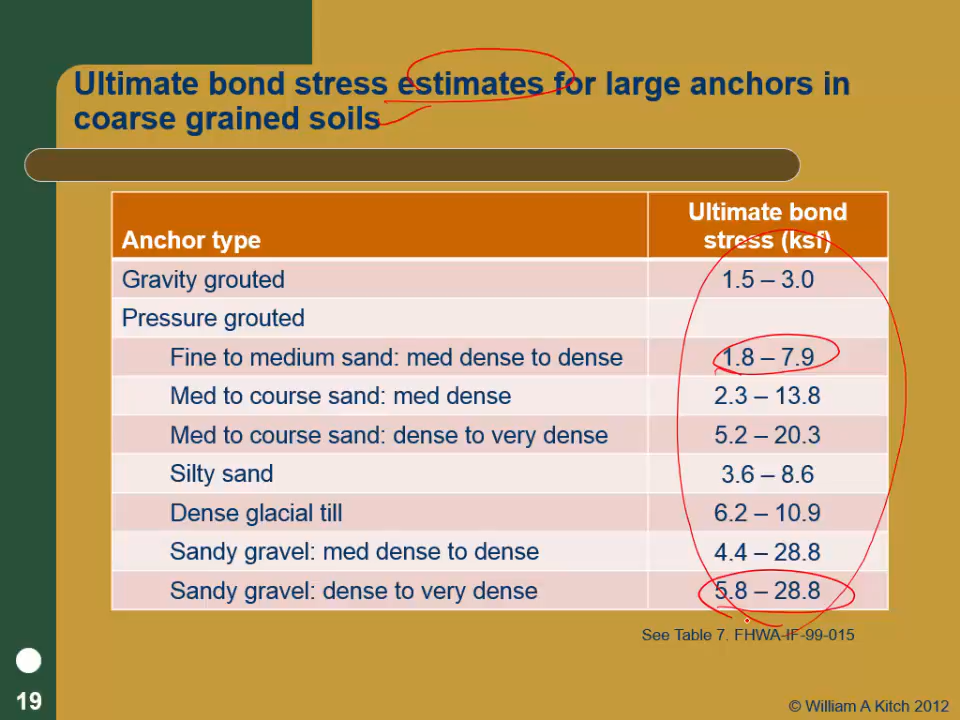 Ultimate bond stress estimates for large anchors in
coarse grained soils
Anchor type
Ultimate bond
stress (ksf)
Gravity grouted 1.5 – 3.0
Pressure grouted
Fine to medium sand: med dense to dense 1.8 – 7.9
Med to course sand: med dense 2.3 – 13.8
Med to course sand: dense to very dense 5.2 – 20.3
Silty sand 3.6 – 8.6
Dense glacial till 6.2 – 10.9
Sandy gravel: med dense to dense 4.4 – 28.8
Sandy gravel: dense to very dense 5.8 – 28.8
See Table 7. FHWA-IF-99-015
19
© William A Kitch 2012